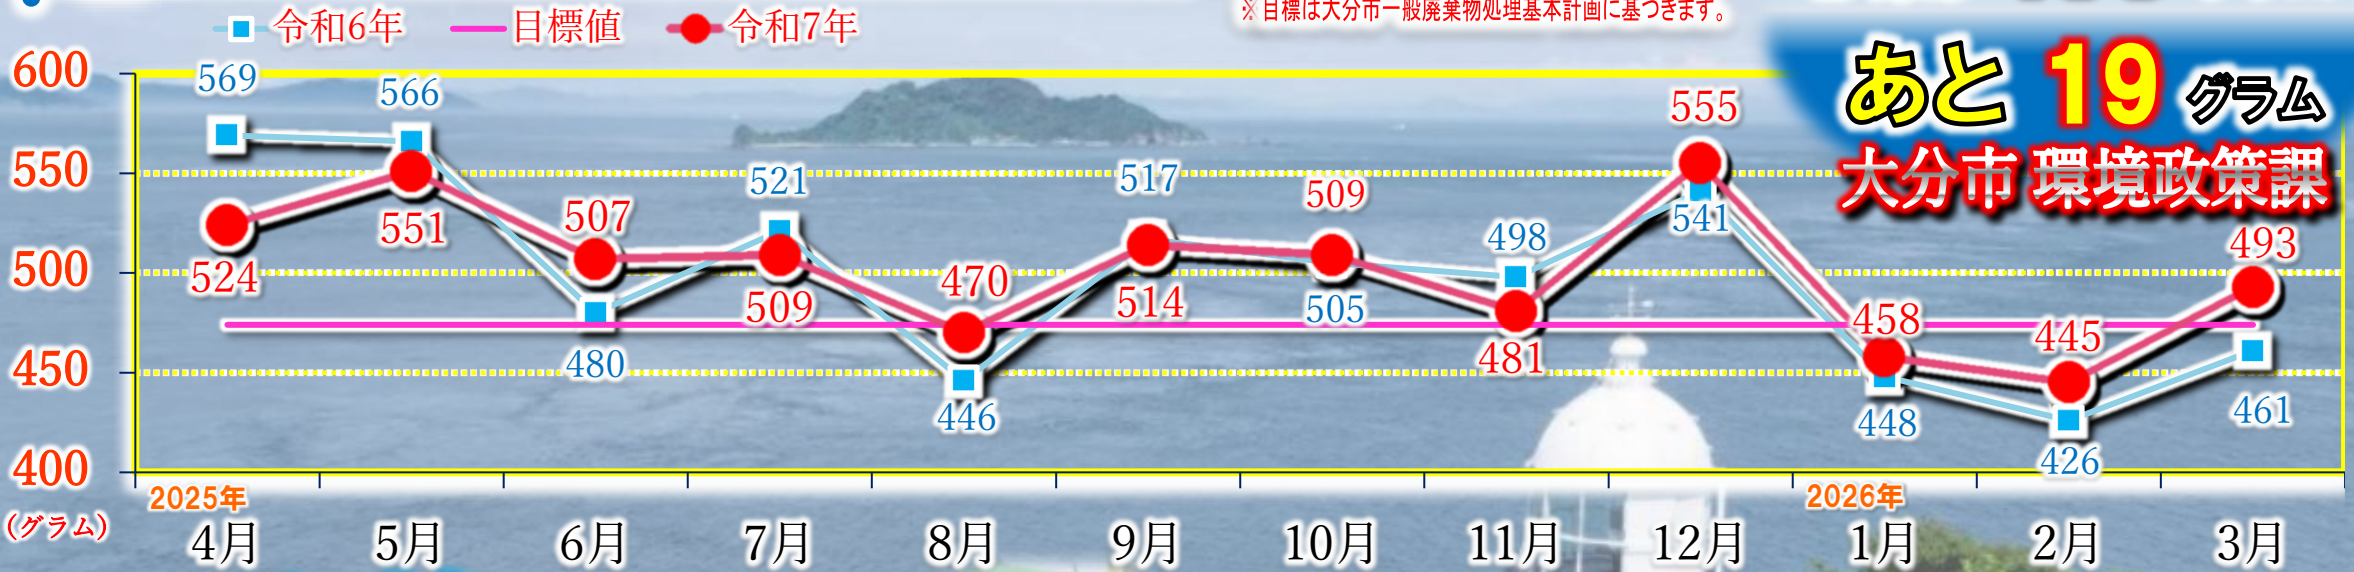 ※目標は大分市一般廃棄物処理基本計画に基づきます。
令和6年 目標値 令和7年
あと 19 グラム
大分市 環境政策課
600
550
500
450
400
(グラム)
569 566 480 521 446 517 505 498 541 448 426 461
524 551 507 509 470 514 509 481 555 458 445 493
2025年 2026年
4月 5月 6月 7月 8月 9月 10月 11月 12月 1月 2月 3月